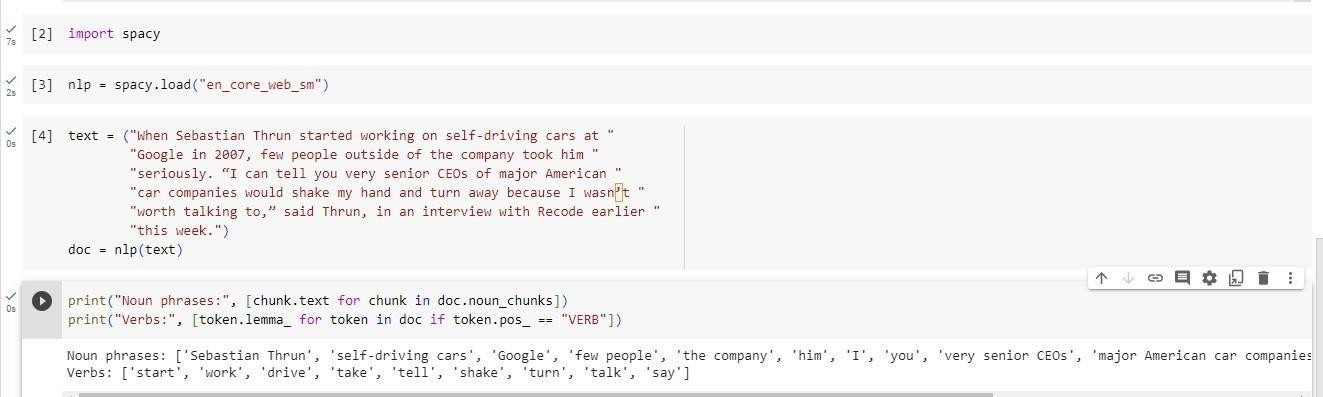 7s [2] import spacy
2s [3] nlp = spacy.load("en_core_web_sm")
0s [4] text = ("When Sebastian Thrun started working on self-driving cars at "
"Google in 2007, few people outside of the company took him "
"seriously. “I can tell you very senior CEOs of major American "
"car companies would shake my hand and turn away because I wasn’t "
"worth talking to,” said Thrun, in an interview with Recode earlier "
"this week.")
doc = nlp(text)
0s print("Noun phrases:", [chunk.text for chunk in doc.noun_chunks])
print("Verbs:", [token.lemma_ for token in doc if token.pos_ == "VERB"])
Noun phrases: ['Sebastian Thrun', 'self-driving cars', 'Google', 'few people', 'the company', 'him', 'I', 'you', 'very senior CEOs', 'major American car companies
Verbs: ['start', 'work', 'drive', 'take', 'tell', 'shake', 'turn', 'talk', 'say']